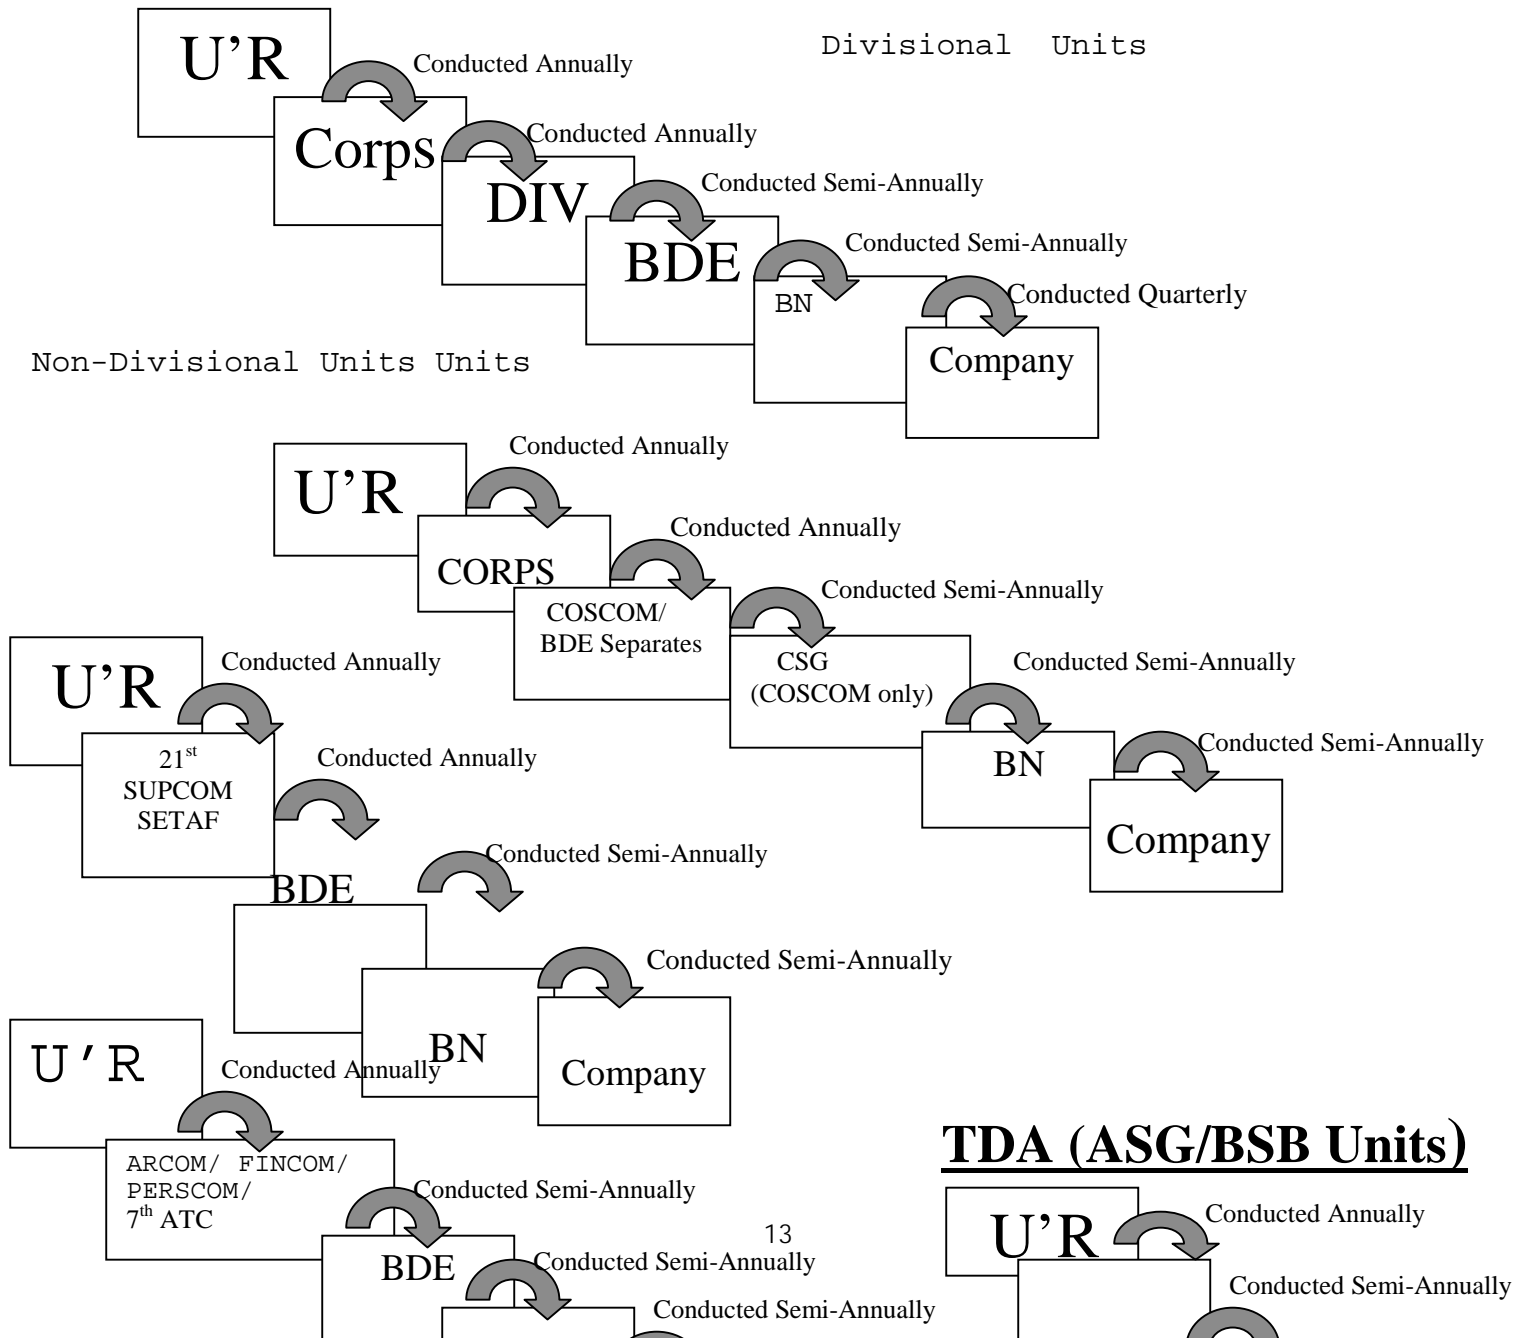 U’R
Divisional Units
Conducted Annually
Corps
Conducted Annually
DIV
Conducted Semi-Annually
BDE
Conducted Semi-Annually
BN
Conducted Quarterly
Company
Non-Divisional Units Units
U’R
Conducted Annually
CORPS
Conducted Annually
COSCOM/
BDE Separates
Conducted Semi-Annually
CSG
(COSCOM only)
Conducted Semi-Annually
BN
Conducted Semi-Annually
Company
U’R
Conducted Annually
21st
SUPCOM
SETAF
Conducted Annually
BDE
Conducted Semi-Annually
BN
Conducted Semi-Annually
Company
U’R
Conducted Annually
ARCOM/ FINCOM/
PERSCOM/
7th ATC
Conducted Semi-Annually
BDE
Conducted Semi-Annually
Conducted Semi-Annually
13
TDA (ASG/BSB Units)
U’R
Conducted Annually
Conducted Semi-Annually